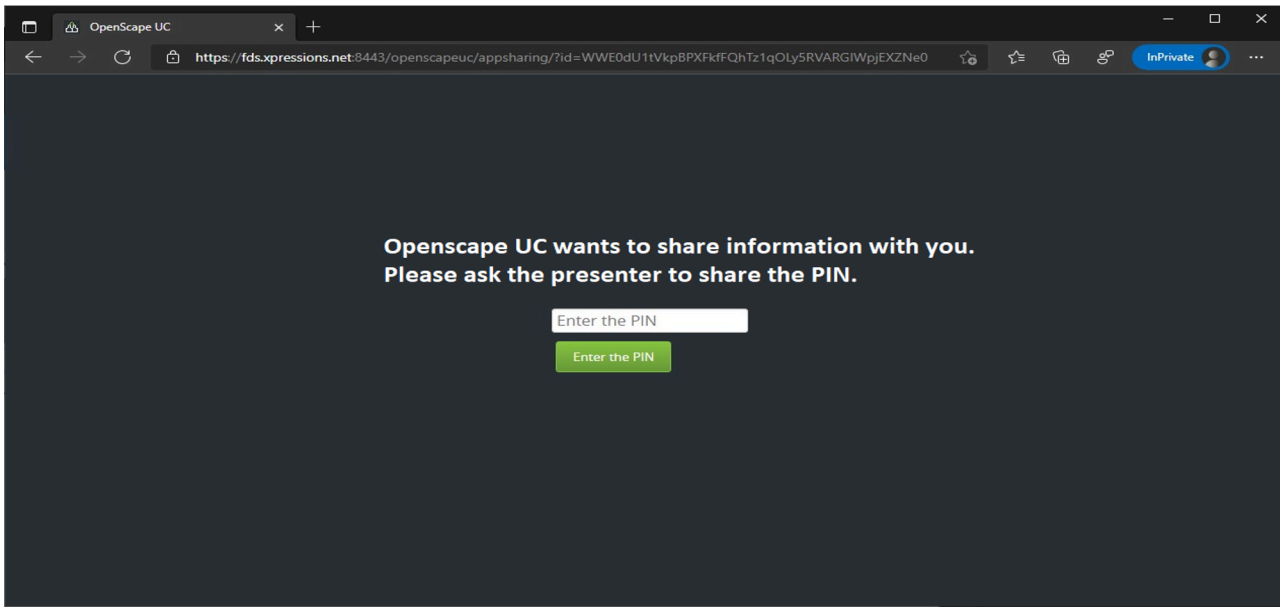 OpenScape UC
https://fds.xpressions.net:8443/openscapeuc/appsharing/?id=WWE0dU1tVkpBPXFkfFQhTz1qOLy5RVARGlWpjEXZNe0
InPrivate
Openscape UC wants to share information with you.
Please ask the presenter to share the PIN.
Enter the PIN
Enter the PIN